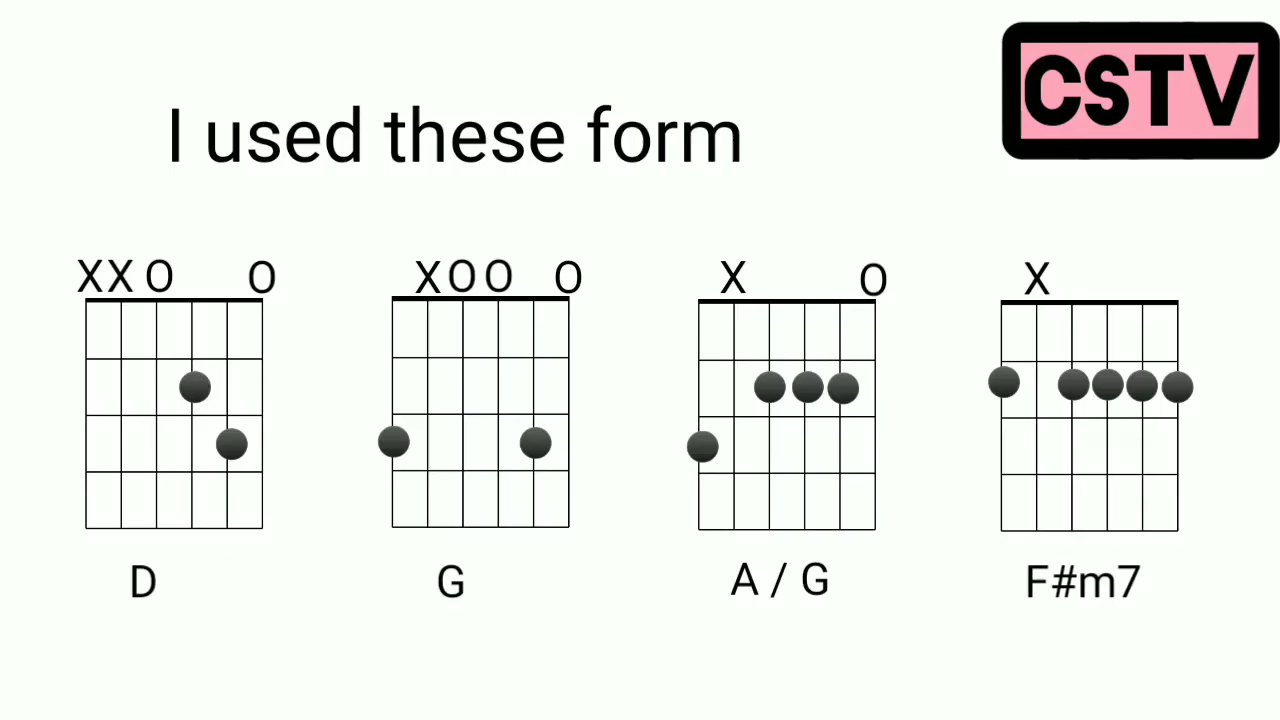 CSTV
I used these form
XXO O XOO O X O X
D G A / G F#m7